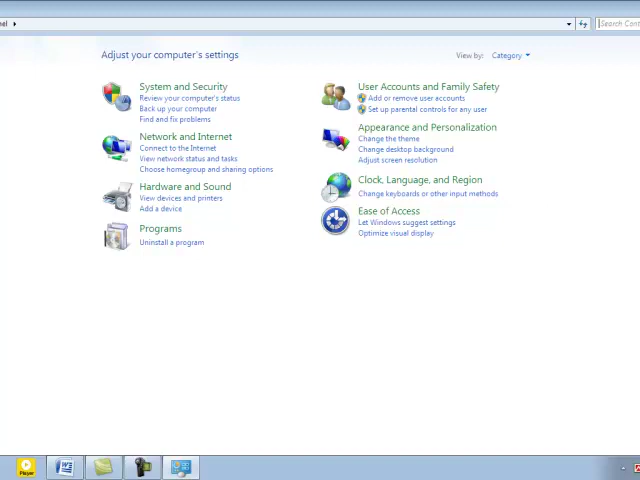 nel
Search Cont
Adjust your computer's settings
View by: Category
System and Security
Review your computer's status
Back up your computer
Find and fix problems
Network and Internet
Connect to the Internet
View network status and tasks
Choose homegroup and sharing options
Hardware and Sound
View devices and printers
Add a device
Programs
Uninstall a program
User Accounts and Family Safety
Add or remove user accounts
Set up parental controls for any user
Appearance and Personalization
Change the theme
Change desktop background
Adjust screen resolution
Clock, Language, and Region
Change keyboards or other input methods
Ease of Access
Let Windows suggest settings
Optimize visual display
Player